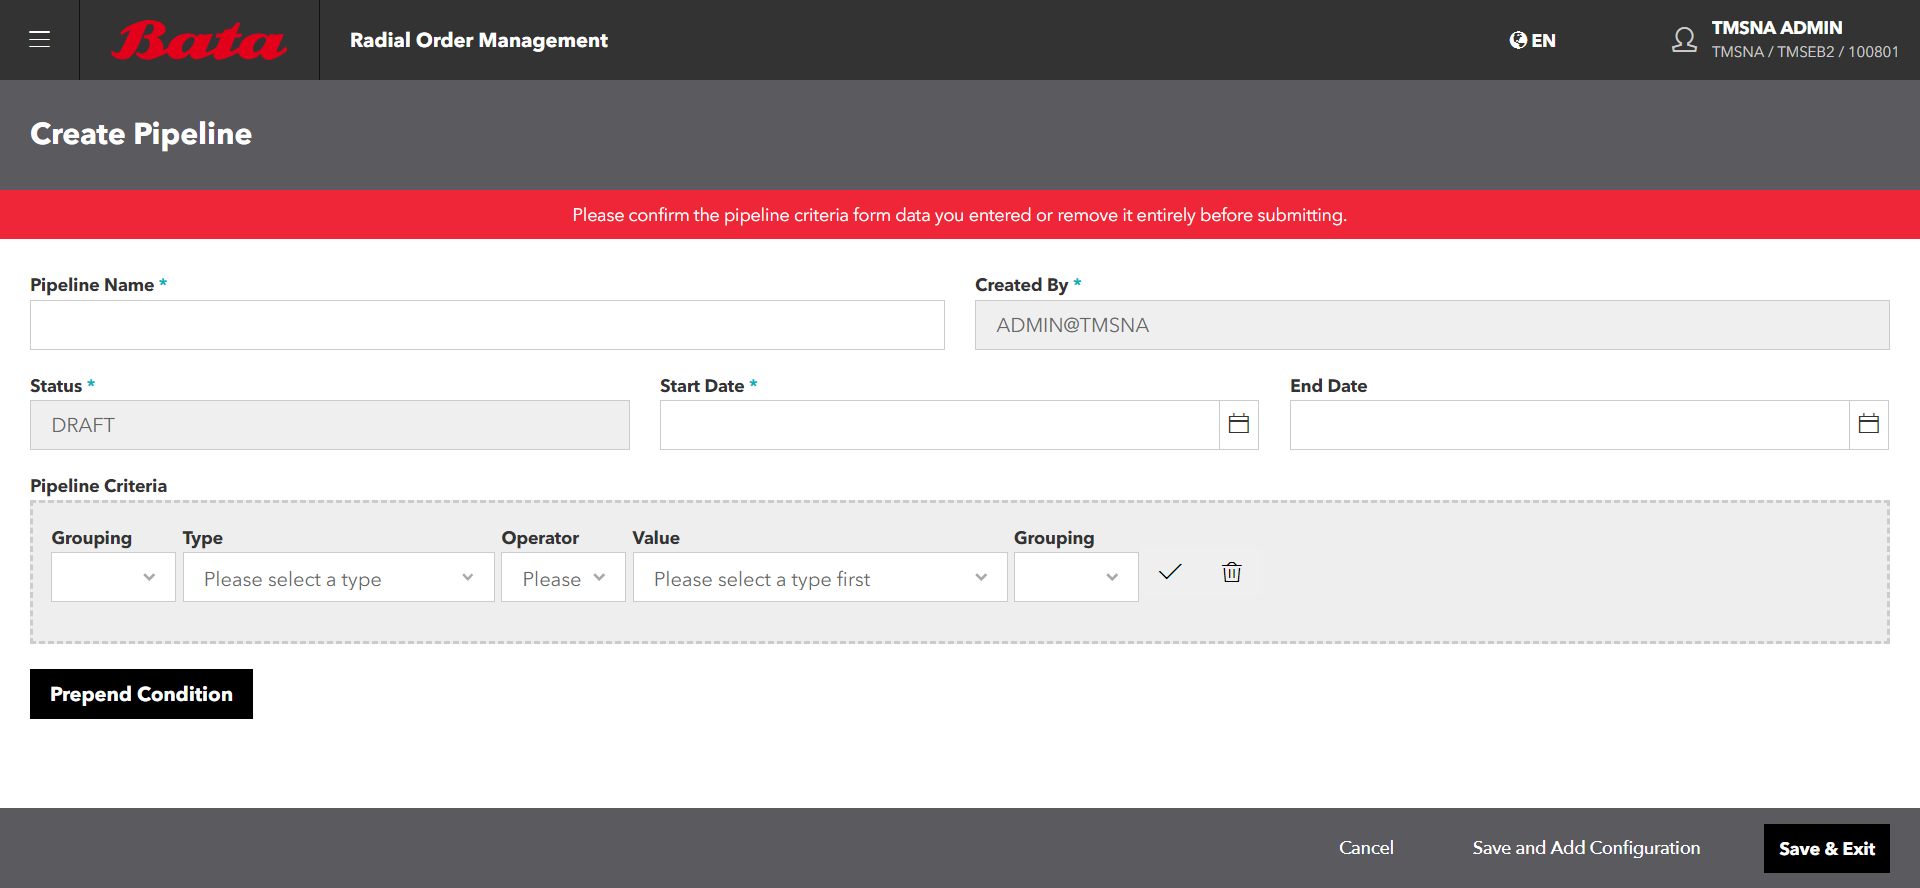 Bata
Radial Order Management
EN
TMSNA ADMIN
TMSNA / TMSEB2 / 100801
Create Pipeline
Please confirm the pipeline criteria form data you entered or remove it entirely before submitting.
Pipeline Name *
Created By *
ADMIN@TMSNA
Status *
Start Date *
End Date
DRAFT
Pipeline Criteria
Grouping Type Operator Value Grouping
Please select a type Please Please select a type first
Prepend Condition
Cancel Save and Add Configuration Save & Exit